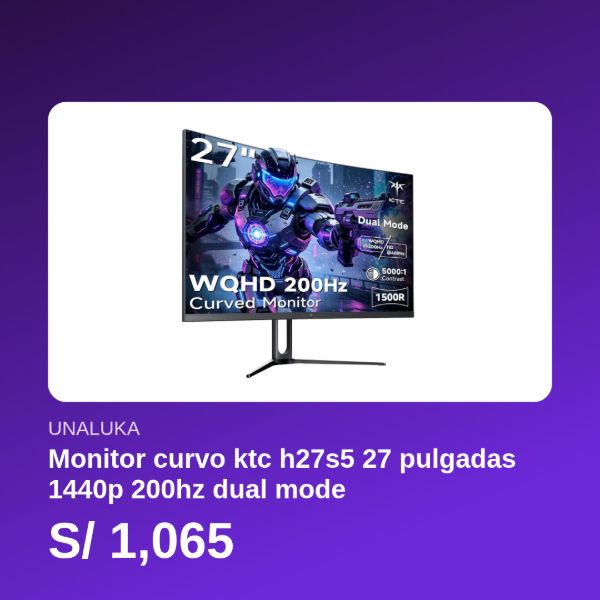 27"
KTC
Dual Mode
WQHD
5000:1
Contrast
WQHD 200Hz
Curved Monitor
1500R
UNALUKA
Monitor curvo ktc h27s5 27 pulgadas
1440p 200hz dual mode
S/ 1,065